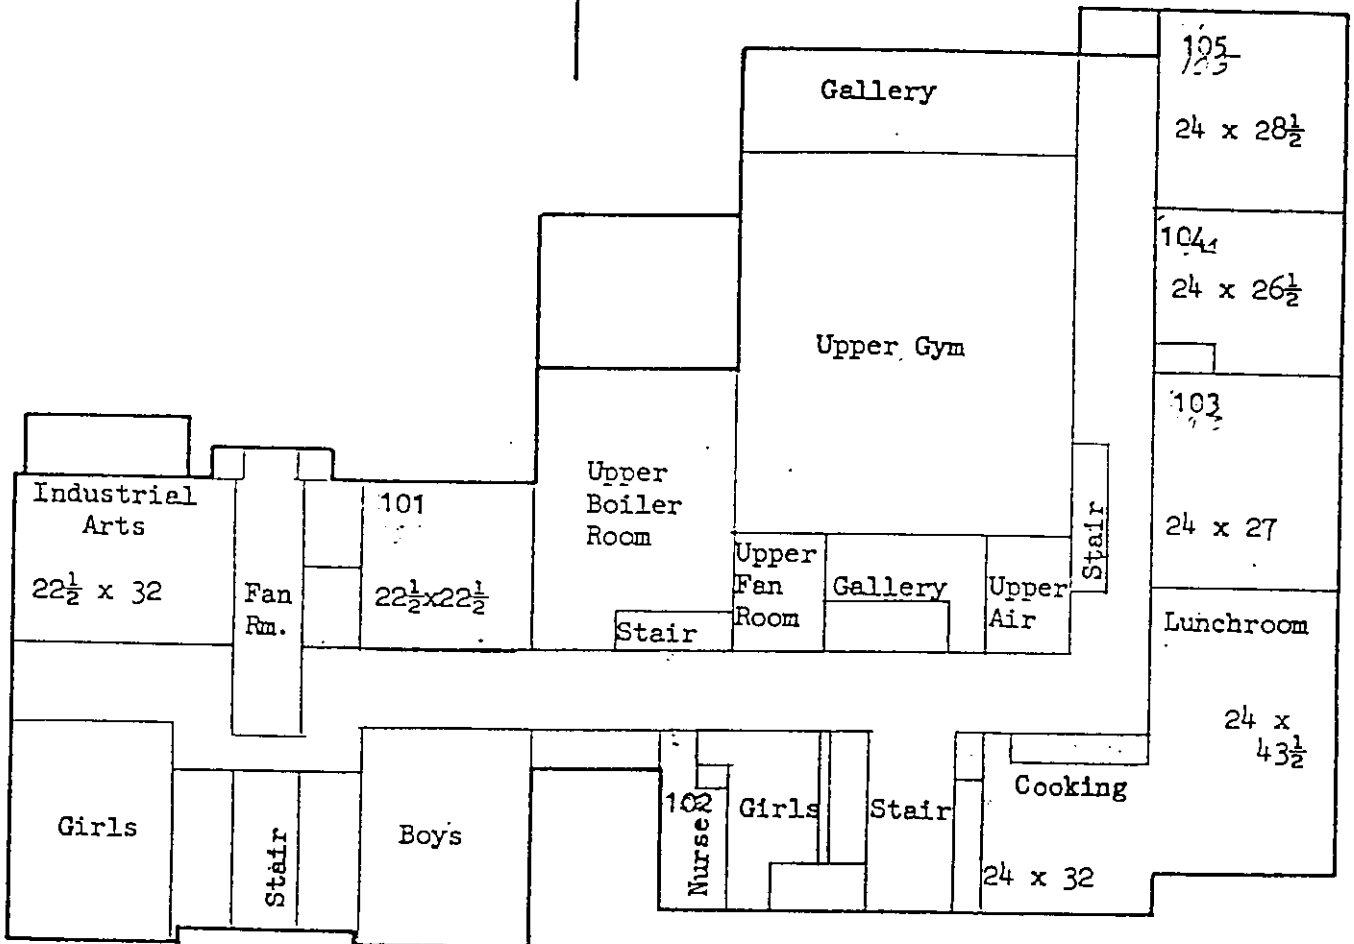 105
Gallery
24 x 28½
104
24 x 26½
Upper Gym
103
24 x 27
Industrial
Arts
22½ x 32
Fan
Rm.
101
22½x22½
Upper
Boiler
Room
Stair
Upper
Fan
Room
Gallery
Upper
Air
Stair
Lunchroom
24 x
43½
Girls
Stair
Boy's
102
Nurse
Girls
Stair
Cooking
24 x 32